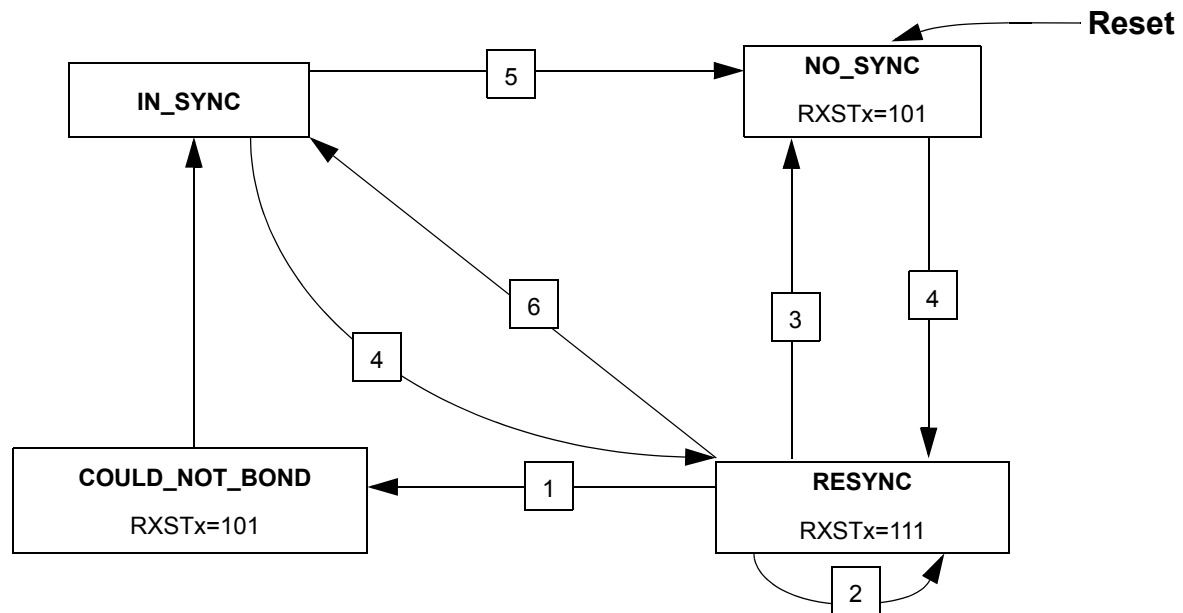 Reset
NO_SYNC
RXSTx=101
5
IN_SYNC
6
3
4
4
COULD_NOT_BOND
RXSTx=101
1
RESYNC
RXSTx=111
2